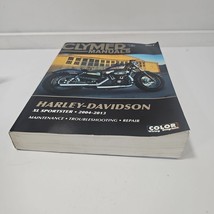 CLYMER
MANUALS
HARLEY-DAVIDSON
XL SPORTSTER • 2004-2013
MAINTENANCE • TROUBLESHOOTING • REPAIR
COLOR